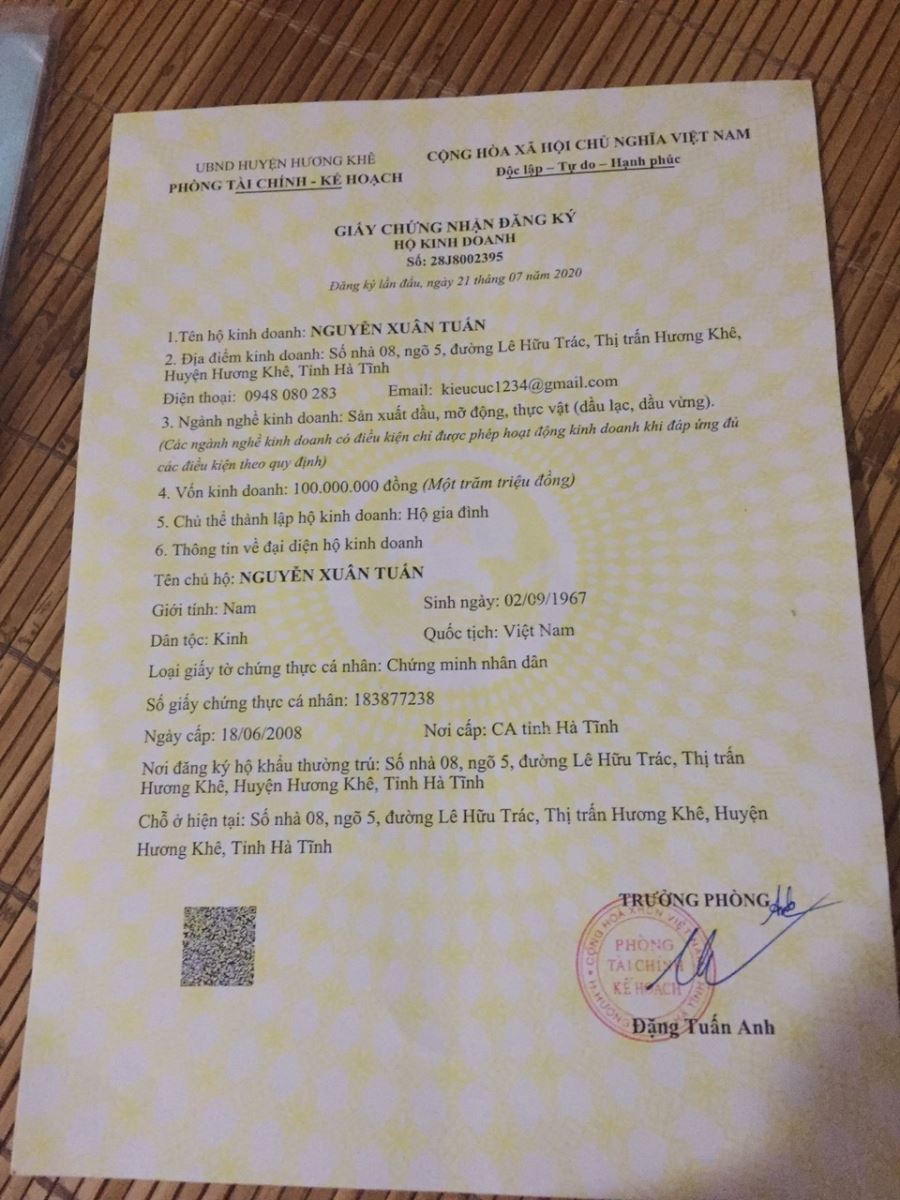 UBND HUYỆN HƯƠNG KHÊ
PHÒNG TÀI CHÍNH - KẾ HOẠCH
CỘNG HÒA XÃ HỘI CHỦ NGHĨA VIỆT NAM
Độc lập – Tự do – Hạnh phúc
GIẤY CHỨNG NHẬN ĐĂNG KÝ
HỘ KINH DOANH
Số: 28J8002395
Đăng ký lần đầu, ngày 21 tháng 07 năm 2020
1.Tên hộ kinh doanh: NGUYỄN XUÂN TUẤN
2. Địa điểm kinh doanh: Số nhà 08, ngõ 5, đường Lê Hữu Trác, Thị trấn Hương Khê,
Huyện Hương Khê, Tỉnh Hà Tĩnh
Điện thoại: 0948 080 283 Email: kieucuc1234@gmail.com
3. Ngành nghề kinh doanh: Sản xuất dầu, mỡ động, thực vật (dầu lạc, dầu vừng).
(Các ngành nghề kinh doanh có điều kiện chỉ được phép hoạt động kinh doanh khi đáp ứng đủ
các điều kiện theo quy định)
4. Vốn kinh doanh: 100.000.000 đồng (Một trăm triệu đồng)
5. Chủ thể thành lập hộ kinh doanh: Hộ gia đình
6. Thông tin về đại diện hộ kinh doanh
Tên chủ hộ: NGUYỄN XUÂN TUẤN
Giới tính: Nam Sinh ngày: 02/09/1967
Dân tộc: Kinh Quốc tịch: Việt Nam
Loại giấy tờ chứng thực cá nhân: Chứng minh nhân dân
Số giấy chứng thực cá nhân: 183877238
Ngày cấp: 18/06/2008 Nơi cấp: CA tỉnh Hà Tĩnh
Nơi đăng ký hộ khẩu thường trú: Số nhà 08, ngõ 5, đường Lê Hữu Trác, Thị trấn
Hương Khê, Huyện Hương Khê, Tỉnh Hà Tĩnh
Chỗ ở hiện tại: Số nhà 08, ngõ 5, đường Lê Hữu Trác, Thị trấn Hương Khê, Huyện
Hương Khê, Tỉnh Hà Tĩnh
TRƯỞNG PHÒNG
CỘNG HÒA XHCN VIỆT NAM
PHÒNG
TÀI CHÍNH
KẾ HOẠCH
Đặng Tuấn Anh